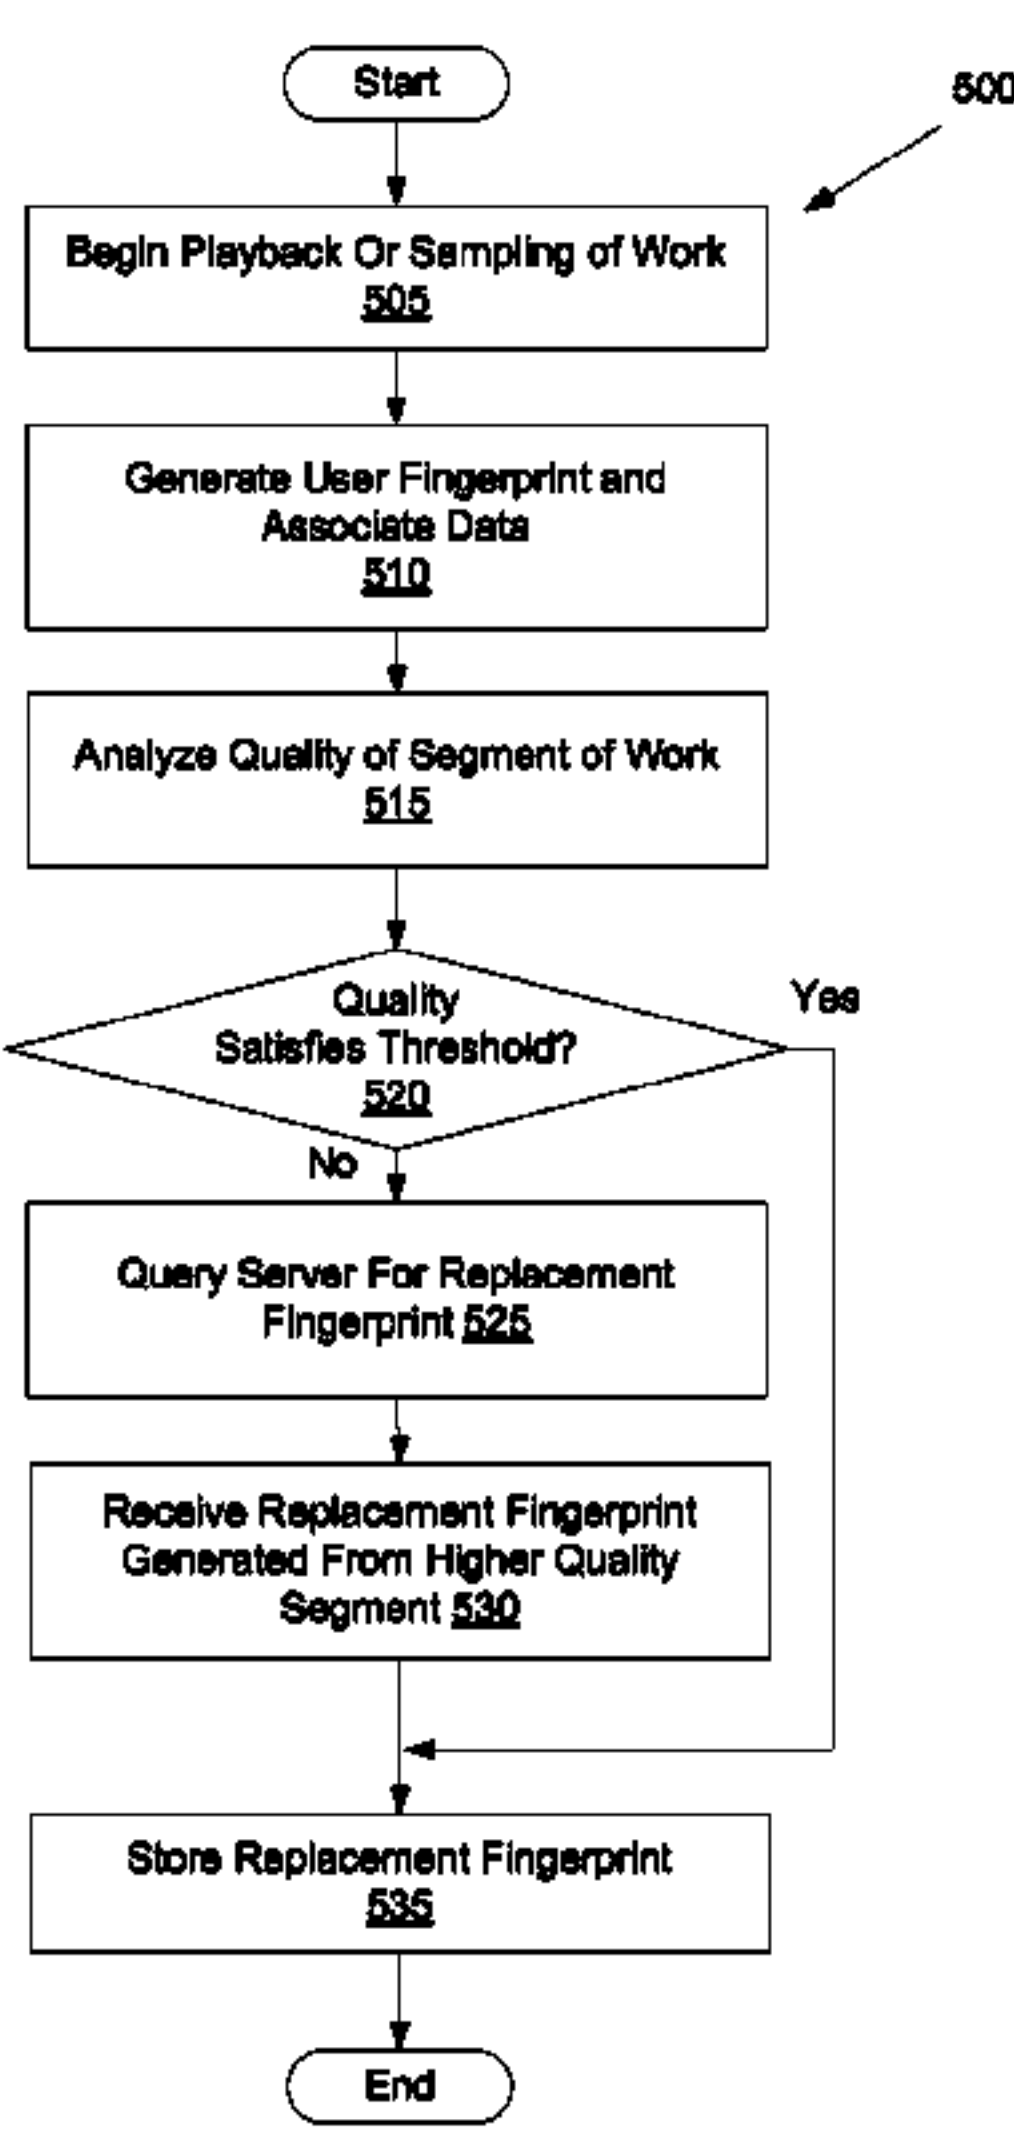 Start
500
Begin Playback Or Sampling of Work
505
Generate User Fingerprint and
Associate Data
510
Analyze Quality of Segment of Work
515
Quality
Satisfies Threshold?
520
Yes
No
Query Server For Replacement
Fingerprint 525
Receive Replacement Fingerprint
Generated From Higher Quality
Segment 530
Store Replacement Fingerprint
535
End